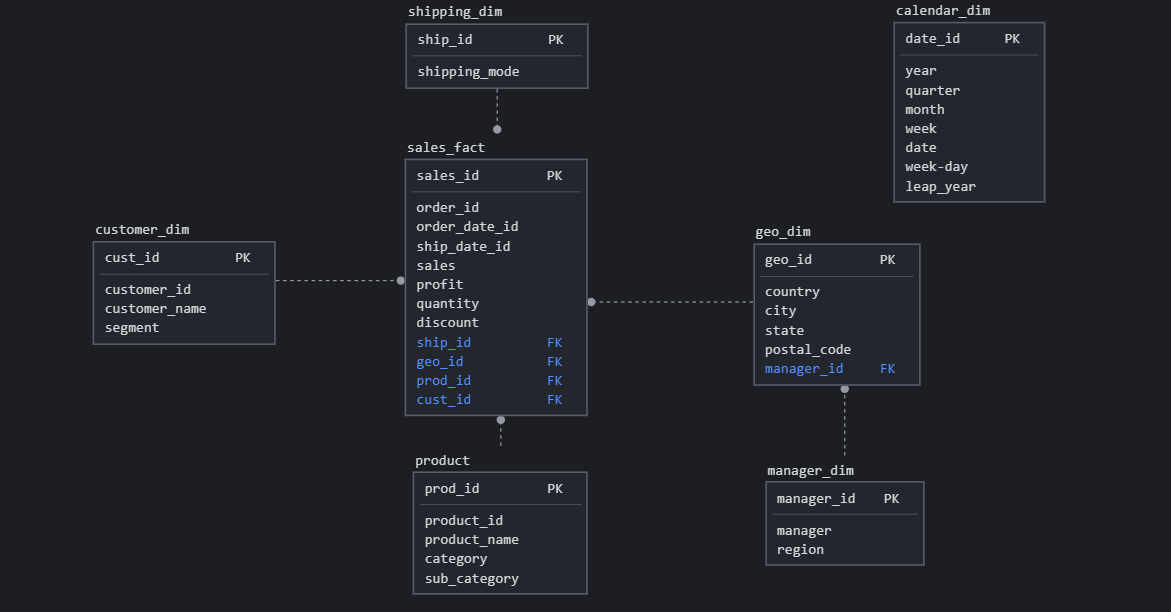 shipping_dim
ship_id PK
shipping_mode
calendar_dim
date_id PK
year
quarter
month
week
date
week-day
leap_year
sales_fact
sales_id PK
order_id
order_date_id
ship_date_id
sales
profit
quantity
discount
ship_id FK
geo_id FK
prod_id FK
cust_id FK
customer_dim
cust_id PK
customer_id
customer_name
segment
geo_dim
geo_id PK
country
city
state
postal_code
manager_id FK
product
prod_id PK
product_id
product_name
category
sub_category
manager_dim
manager_id PK
manager
region